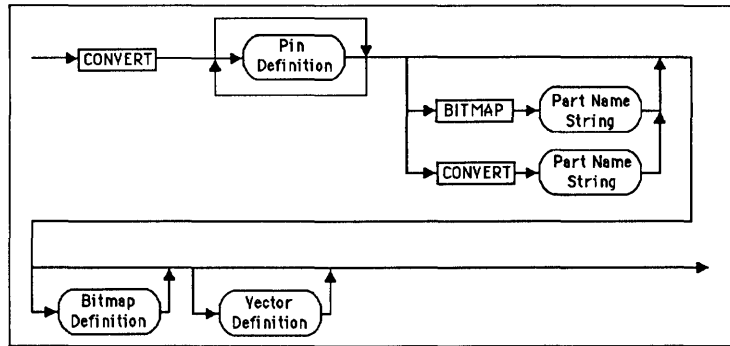 CONVERT
Pin
Definition
BITMAP
Part Name
String
CONVERT
Part Name
String
Bitmap
Definition
Vector
Definition